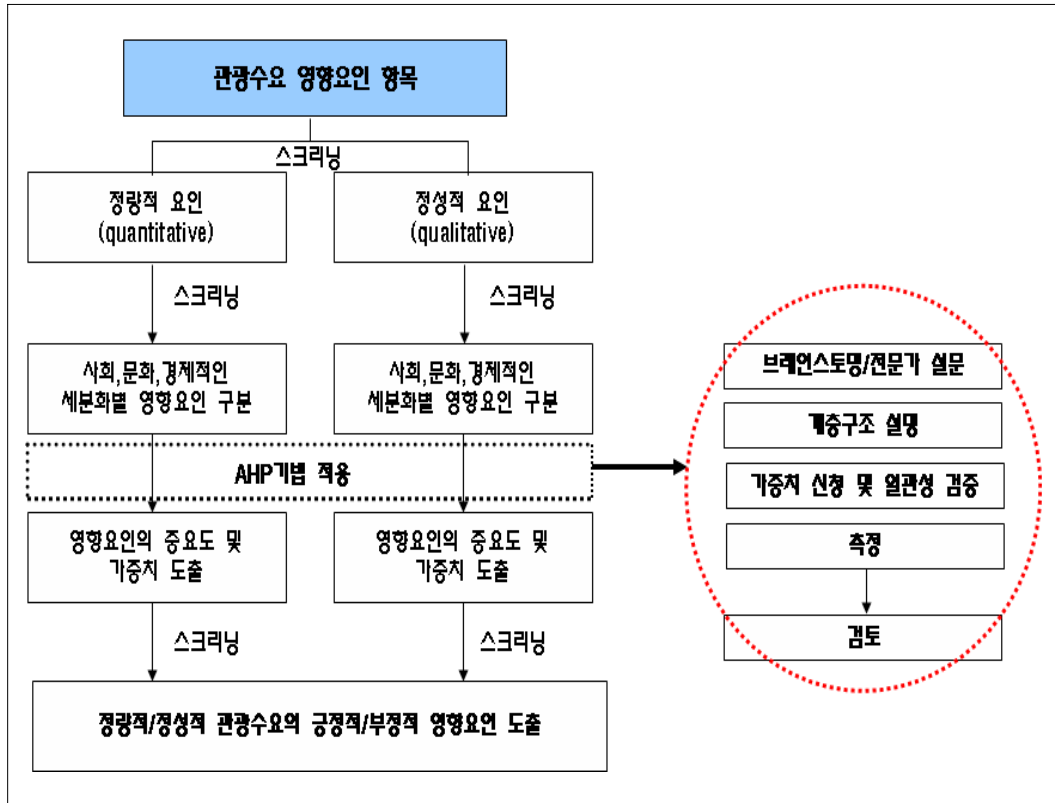 관광수요 영향요인 항목
스크리닝
정량적 요인
(quantitative)
정성적 요인
(qualitative)
스크리닝
스크리닝
사회,문화,경제적인
세분화별 영향요인 구분
사회,문화,경제적인
세분화별 영향요인 구분
AHP기법 적용
영향요인의 중요도 및
가중치 도출
영향요인의 중요도 및
가중치 도출
스크리닝
스크리닝
정량적/정성적 관광수요의 긍정적/부정적 영향요인 도출
브레인스토밍/전문가 설문
계층구조 설명
가중치 신청 및 일관성 검증
측정
검토